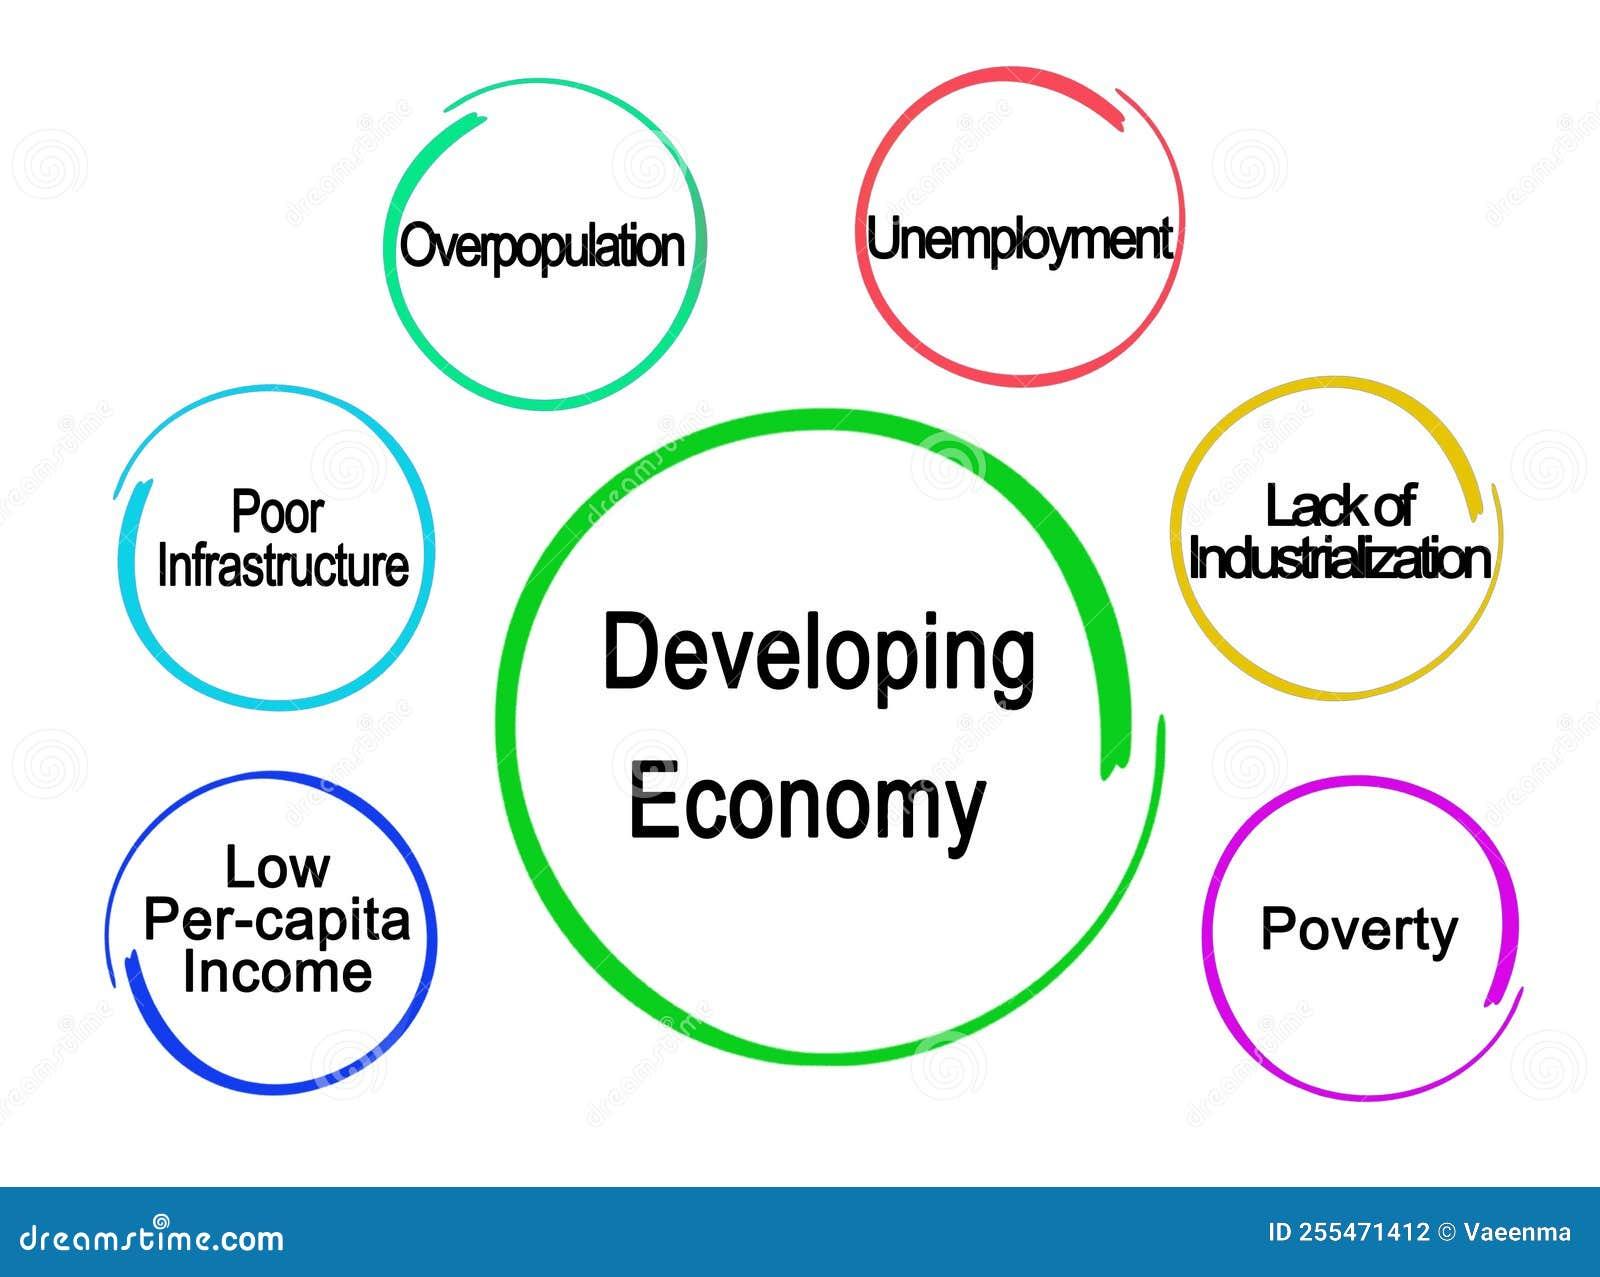 Overpopulation
Unemployment
Poor
Infrastructure
Lack of
Industrialization
Developing
Economy
Low
Per-capita
Income
Poverty
dreamstime.com
ID 255471412 © Vaeenma